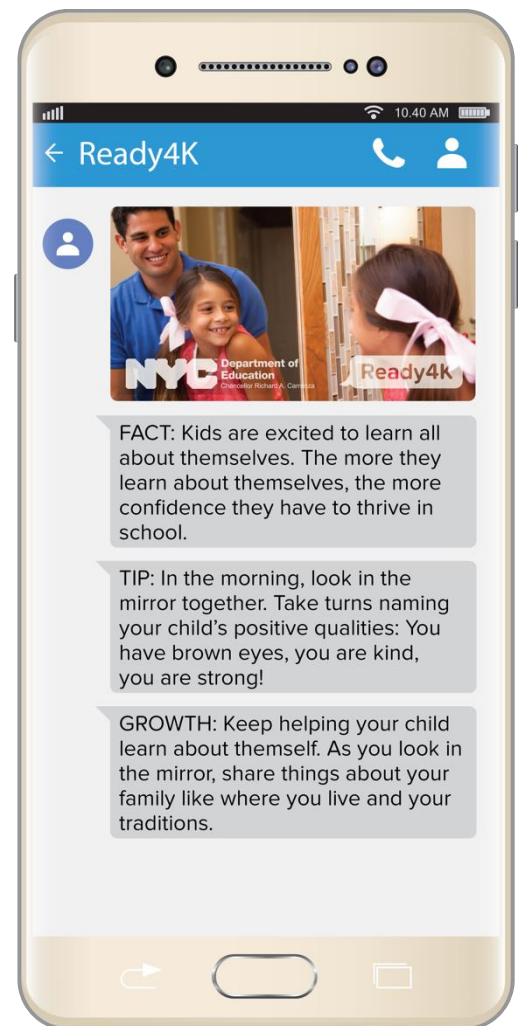 10.40 AM
Ready4K
NYC Department of
Education
Chancellor Richard A. Carranza
Ready4K
FACT: Kids are excited to learn all
about themselves. The more they
learn about themselves, the more
confidence they have to thrive in
school.
TIP: In the morning, look in the
mirror together. Take turns naming
your child’s positive qualities: You
have brown eyes, you are kind,
you are strong!
GROWTH: Keep helping your child
learn about themself. As you look in
the mirror, share things about your
family like where you live and your
traditions.